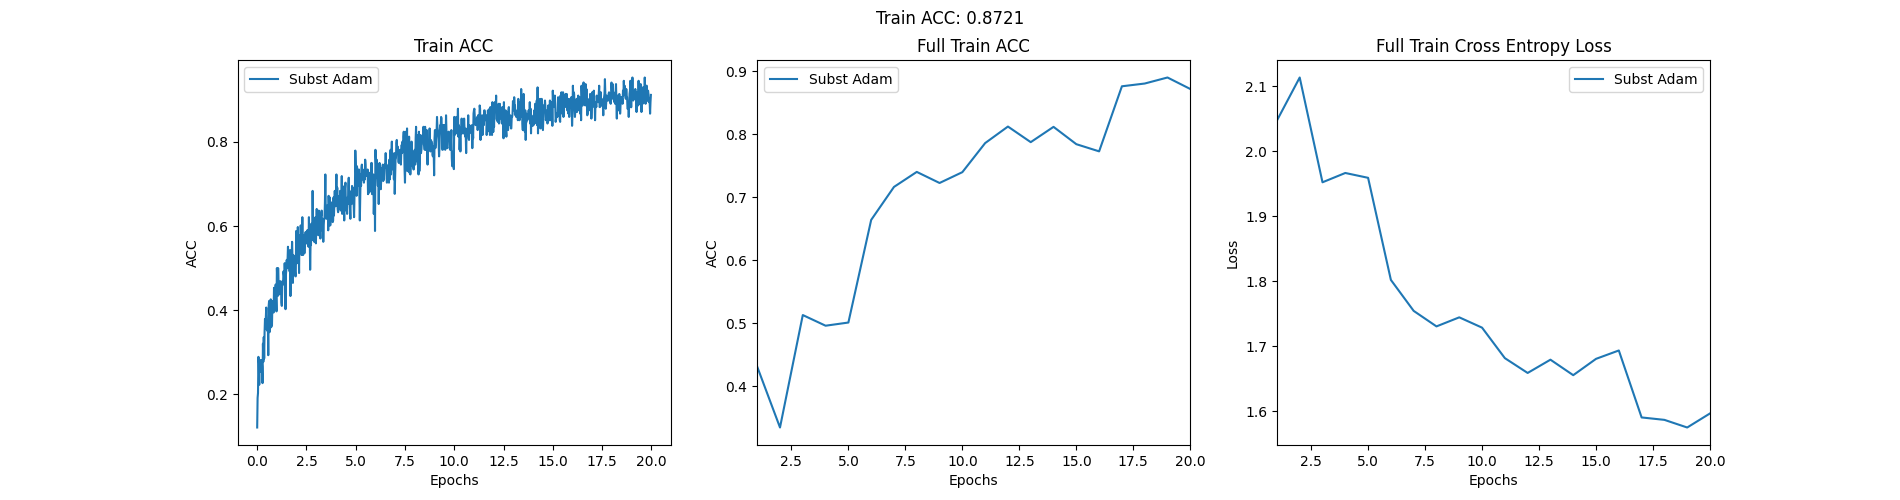 Train ACC: 0.8721
Train ACC
Subst Adam
ACC
0.8
0.6
0.4
0.2
0.0 2.5 5.0 7.5 10.0 12.5 15.0 17.5 20.0
Epochs
Full Train ACC
Subst Adam
ACC
0.9
0.8
0.7
0.6
0.5
0.4
2.5 5.0 7.5 10.0 12.5 15.0 17.5 20.0
Epochs
Full Train Cross Entropy Loss
Subst Adam
Loss
2.1
2.0
1.9
1.8
1.7
1.6
2.5 5.0 7.5 10.0 12.5 15.0 17.5 20.0
Epochs